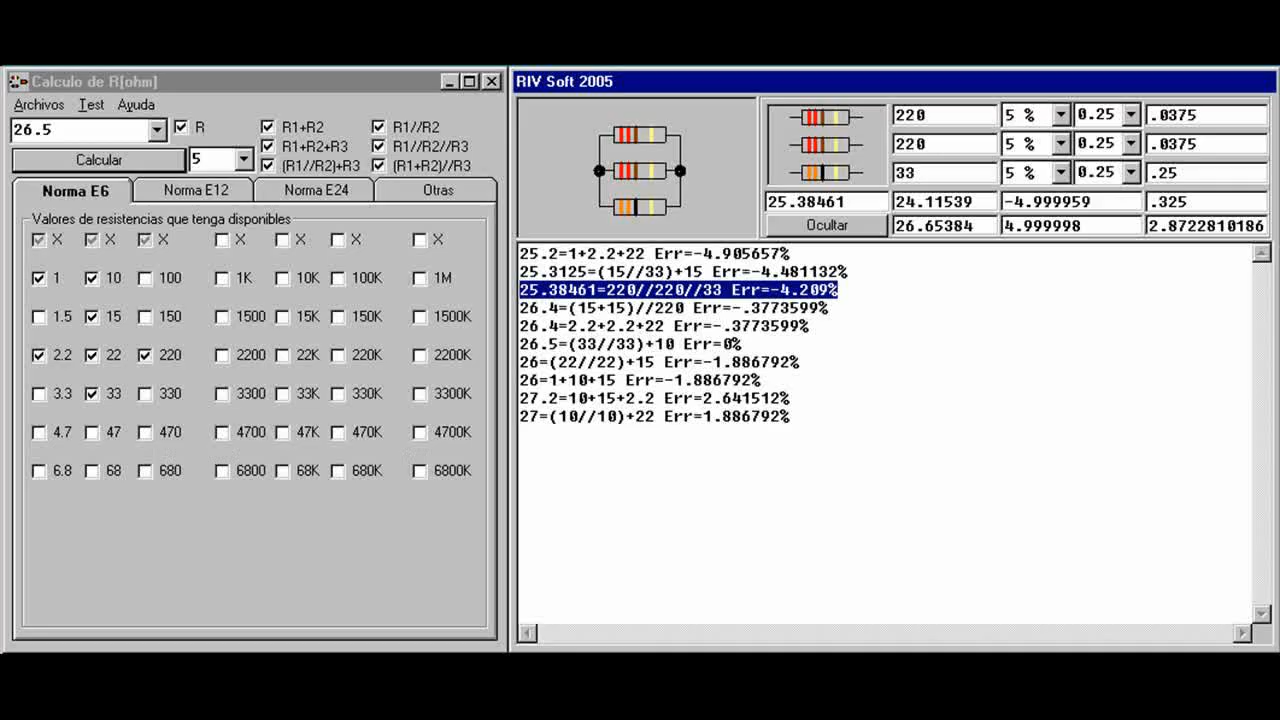 Calculo de R[ohm]
Archivos Test Ayuda
26.5
R
R1+R2
R1//R2
R1+R2+R3
R1//R2//R3
Calcular
5
(R1//R2)+R3
(R1+R2)//R3
Norma E6 Norma E12 Norma E24 Otras
Valores de resistencias que tenga disponibles
X X X X X X X
1 10 100 1K 10K 100K 1M
1.5 15 150 1500 15K 150K 1500K
2.2 22 220 2200 22K 220K 2200K
3.3 33 330 3300 33K 330K 3300K
4.7 47 470 4700 47K 470K 4700K
6.8 68 680 6800 68K 680K 6800K
RIV Soft 2005
220 5 % 0.25 .0375
220 5 % 0.25 .0375
33 5 % 0.25 .25
25.38461 24.11539 -4.999959 .325
Ocultar 26.65384 4.999998 2.8722810186
25.2=1+2.2+22 Err=-4.905657%
25.3125=(15//33)+15 Err=-4.481132%
25.38461=220//220//33 Err=-4.209%
26.4=(15+15)//220 Err=-.3773599%
26.4=2.2+2.2+22 Err=-.3773599%
26.5=(33//33)+10 Err=0%
26=(22//22)+15 Err=-1.886792%
26=1+10+15 Err=-1.886792%
27.2=10+15+2.2 Err=2.641512%
27=(10//10)+22 Err=1.886792%